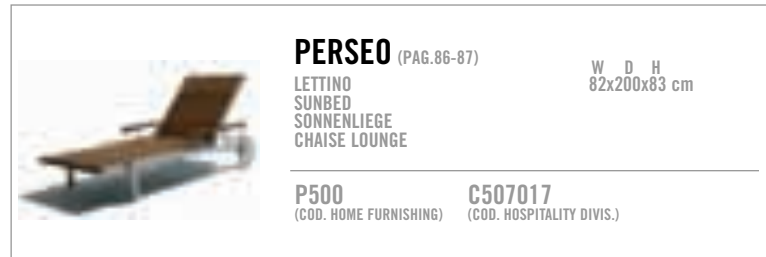 PERSEO (PAG.86-87)
LETTINO
SUNBED
SONNENLIEGE
CHAISE LOUNGE
W D H
82x200x83 cm
P500
(COD. HOME FURNISHING)
C507017
(COD. HOSPITALITY DIVIS.)